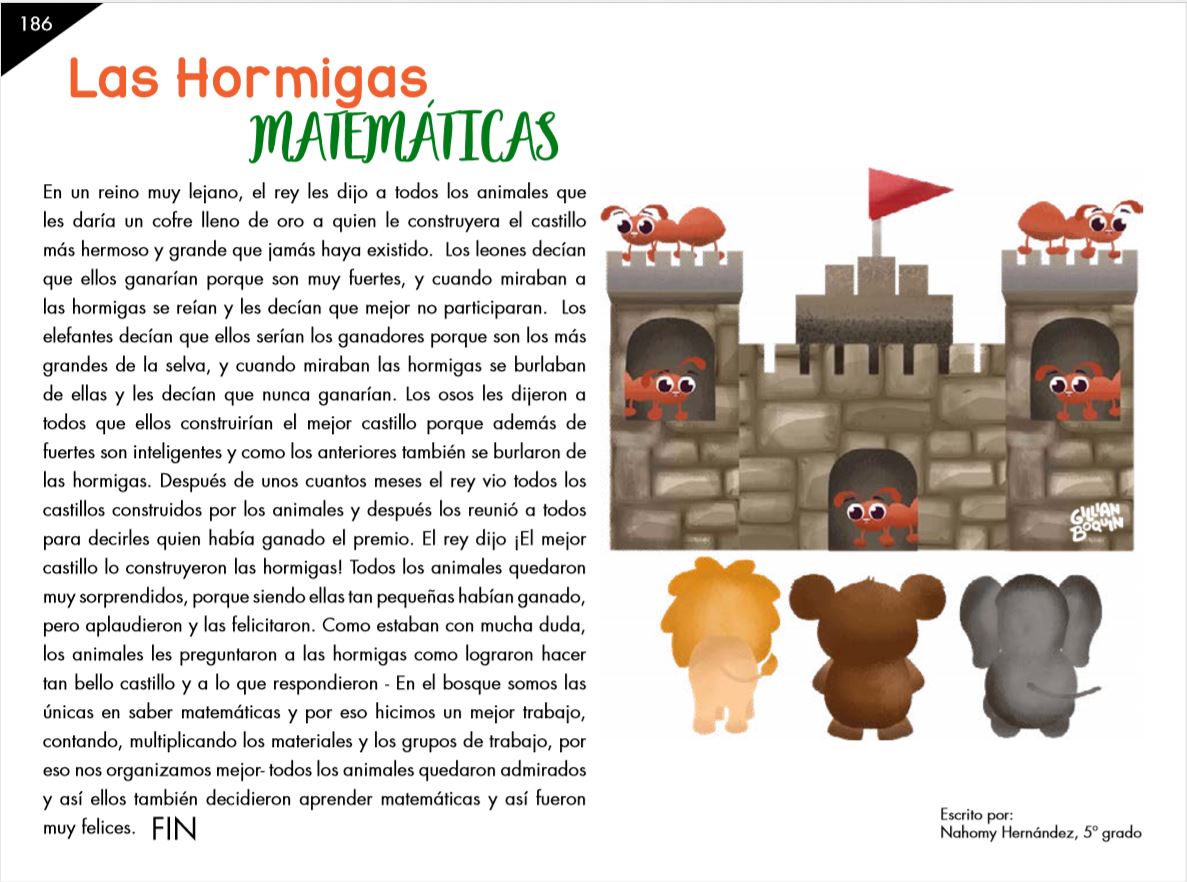 186
Las Hormigas
MATEMÁTICAS
En un reino muy lejano, el rey les dijo a todos los animales que
les daría un cofre lleno de oro a quien le construyera el castillo
más hermoso y grande que jamás haya existido. Los leones decían
que ellos ganarían porque son muy fuertes, y cuando miraban a
las hormigas se reían y les decían que mejor no participaran. Los
elefantes decían que ellos serían los ganadores porque son los más
grandes de la selva, y cuando miraban las hormigas se burlaban
de ellas y les decían que nunca ganarían. Los osos les dijeron a
todos que ellos construirían el mejor castillo porque además de
fuertes son inteligentes y como los anteriores también se burlaron de
las hormigas. Después de unos cuantos meses el rey vio todos los
castillos construidos por los animales y después los reunió a todos
para decirles quien había ganado el premio. El rey dijo ¡El mejor
castillo lo construyeron las hormigas! Todos los animales quedaron
muy sorprendidos, porque siendo ellas tan pequeñas habían ganado,
pero aplaudieron y las felicitaron. Como estaban con mucha duda,
los animales les preguntaron a las hormigas como lograron hacer
tan bello castillo y a lo que respondieron - En el bosque somos las
únicas en saber matemáticas y por eso hicimos un mejor trabajo,
contando, multiplicando los materiales y los grupos de trabajo, por
eso nos organizamos mejor- todos los animales quedaron admirados
y así ellos también decidieron aprender matemáticas y así fueron
muy felices. FIN
GILLIAN
BOQUIN
Escrito por:
Nahomy Hernández, 5º grado